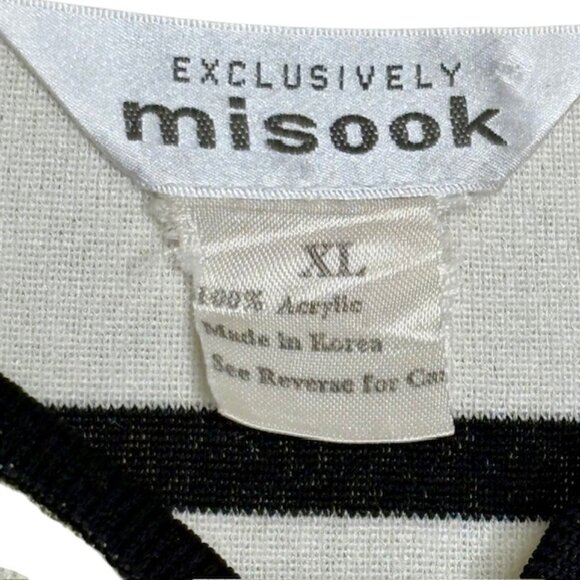 EXCLUSIVELY
misook
XL
100% Acrylic
Made in Korea
See Reverse for